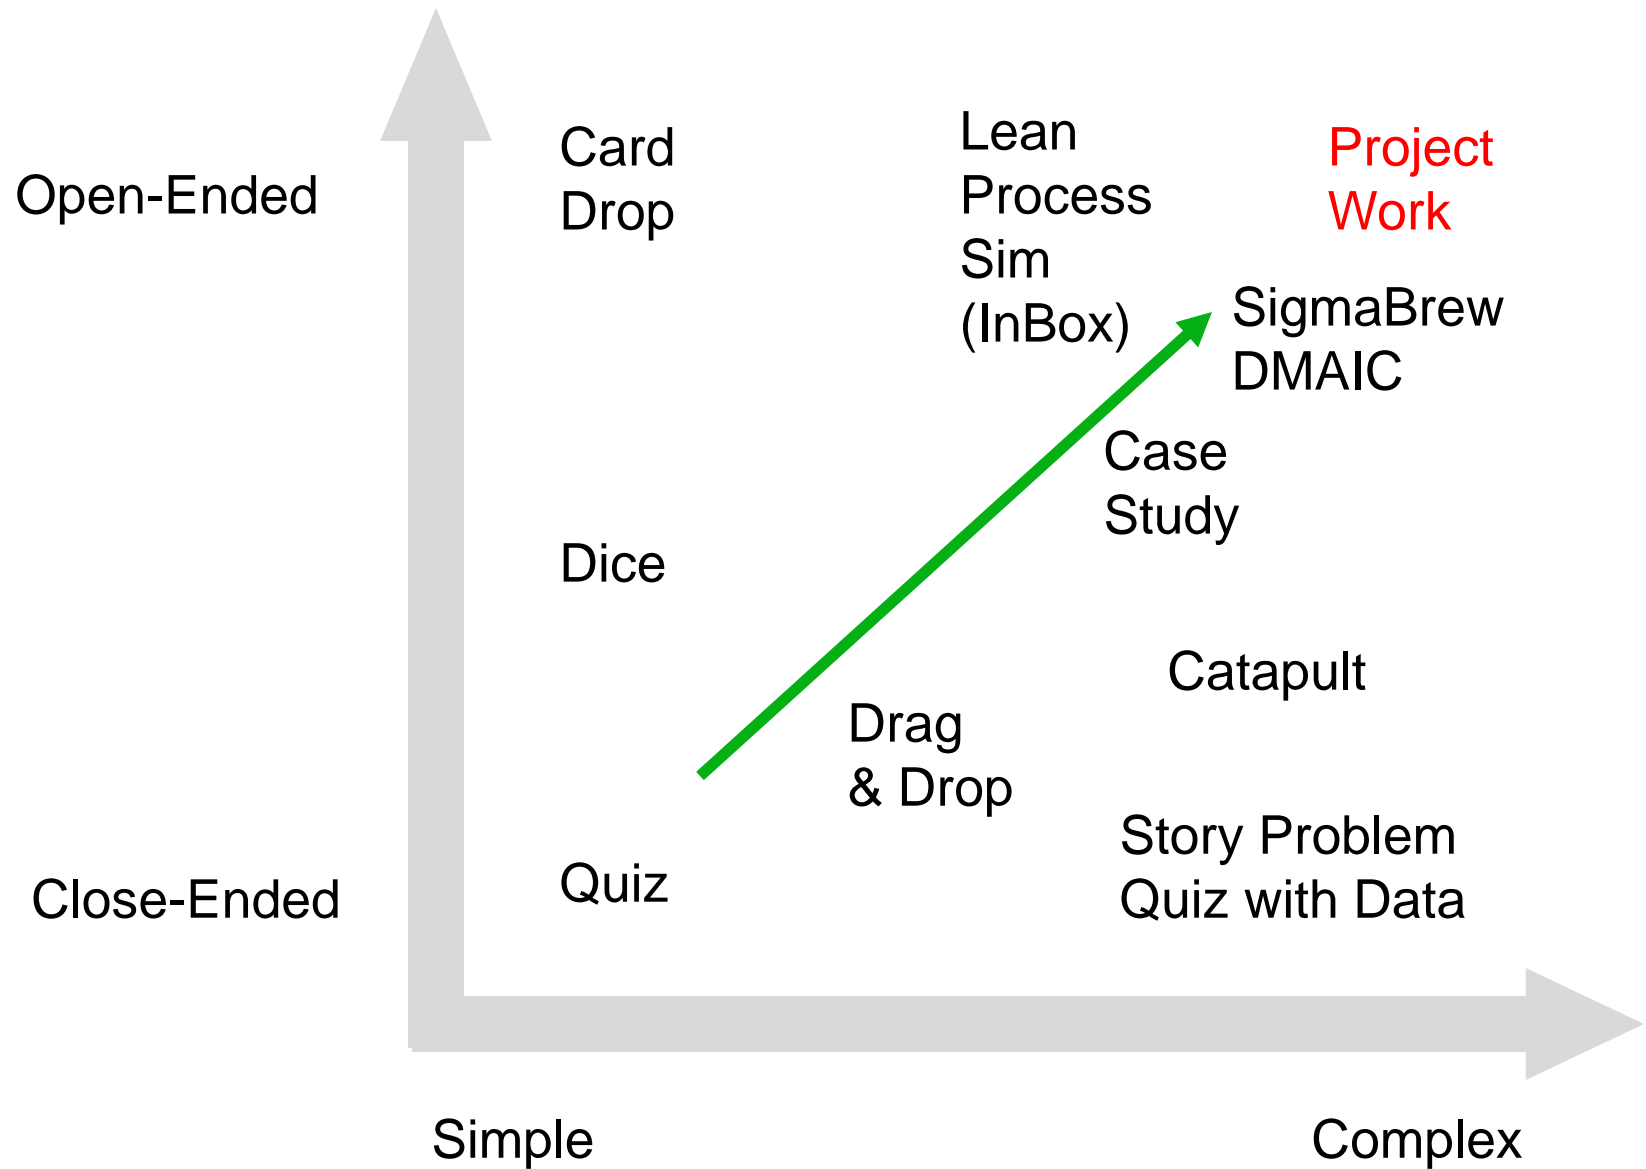 Open-Ended
Card
Drop
Lean
Process
Sim
(InBox)
Project
Work
SigmaBrew
DMAIC
Case
Study
Dice
Catapult
Drag
& Drop
Story Problem
Quiz with Data
Quiz
Close-Ended
Simple
Complex